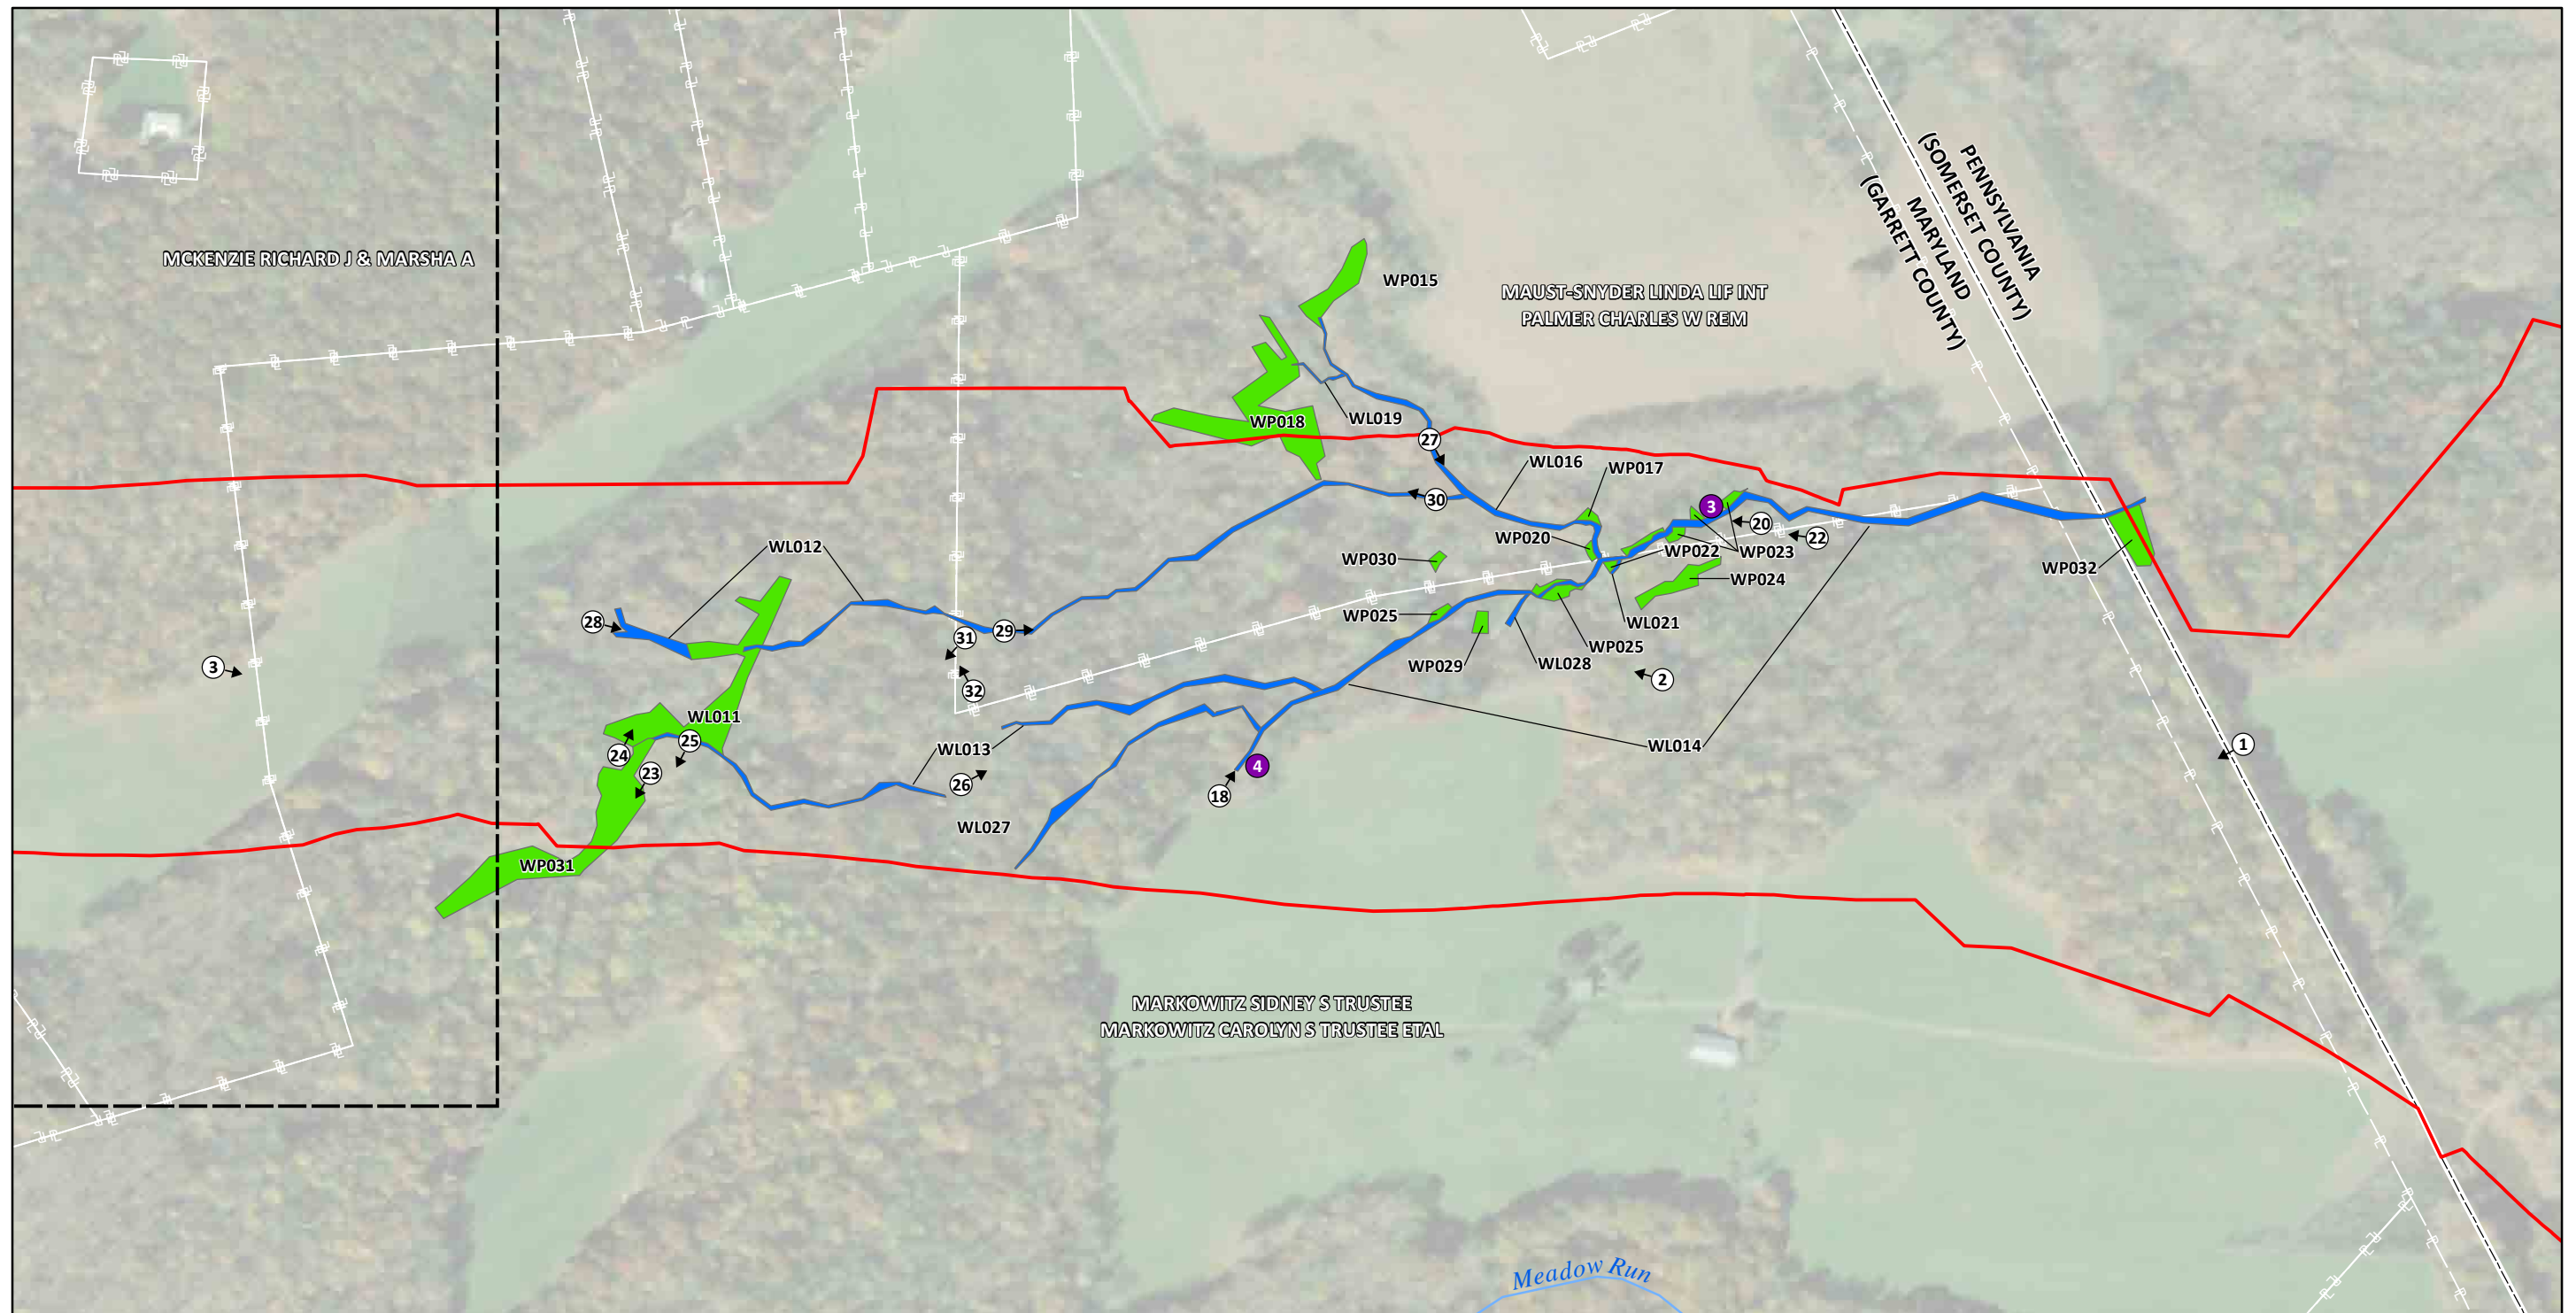 PENNSYLVANIA
(SOMERSET COUNTY)
MARYLAND
(GARRETT COUNTY)
MCKENZIE RICHARD J & MARSHA A
WP015
MAUST-SNYDER LINDA LIF INT
PALMER CHARLES W REM
WP018
WL019
27
WL016
WP017
30
3
20
22
WL012
WP020
WP022
WP023
WP030
WP024
WP032
28
31
29
WP025
WL021
WP025
3
32
WP029
WL028
2
WL011
25
24
WL013
WL014
1
23
26
4
18
WL027
WP031
MARKOWITZ SIDNEY S TRUSTEE
MARKOWITZ CAROLYN S TRUSTEE ETAL
Meadow Run